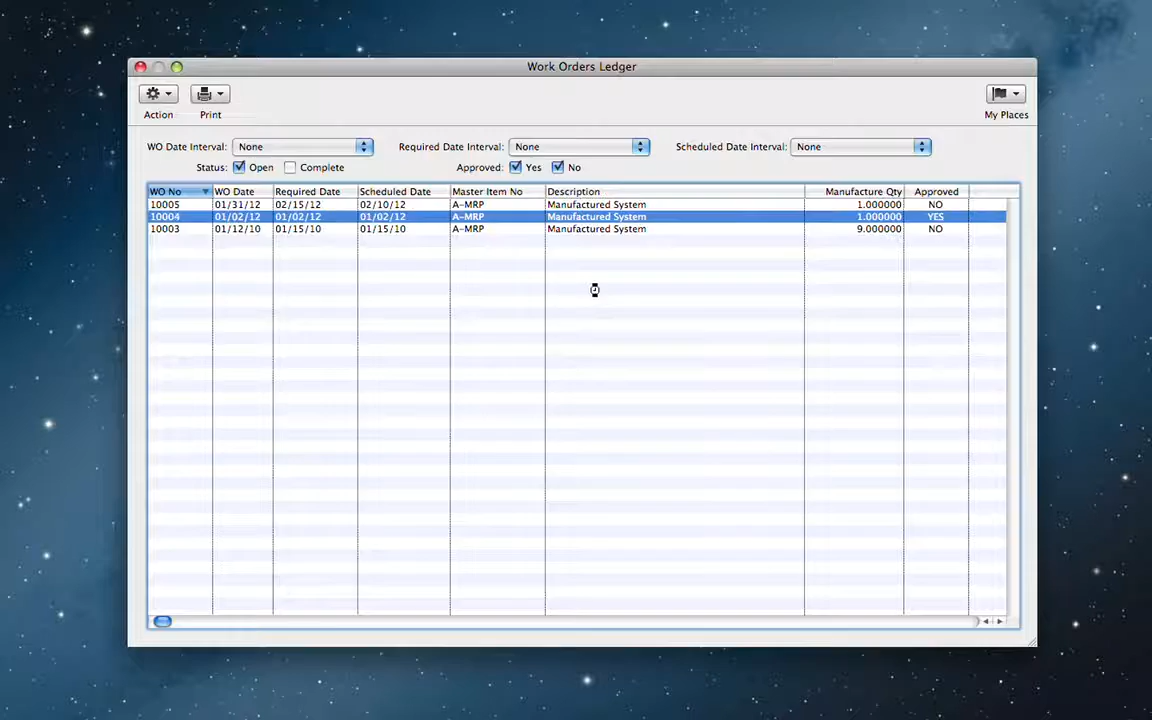 Work Orders Ledger
Action Print My Places
WO Date Interval: None Required Date Interval: None Scheduled Date Interval: None
Status: Open Complete Approved: Yes No
WO No WO Date Required Date Scheduled Date Master Item No Description Manufacture Qty Approved
10005 01/31/12 02/15/12 02/10/12 A-MRP Manufactured System 1.000000 NO
10004 01/02/12 01/02/12 01/02/12 A-MRP Manufactured System 1.000000 YES
10003 01/12/10 01/15/10 01/15/10 A-MRP Manufactured System 9.000000 NO